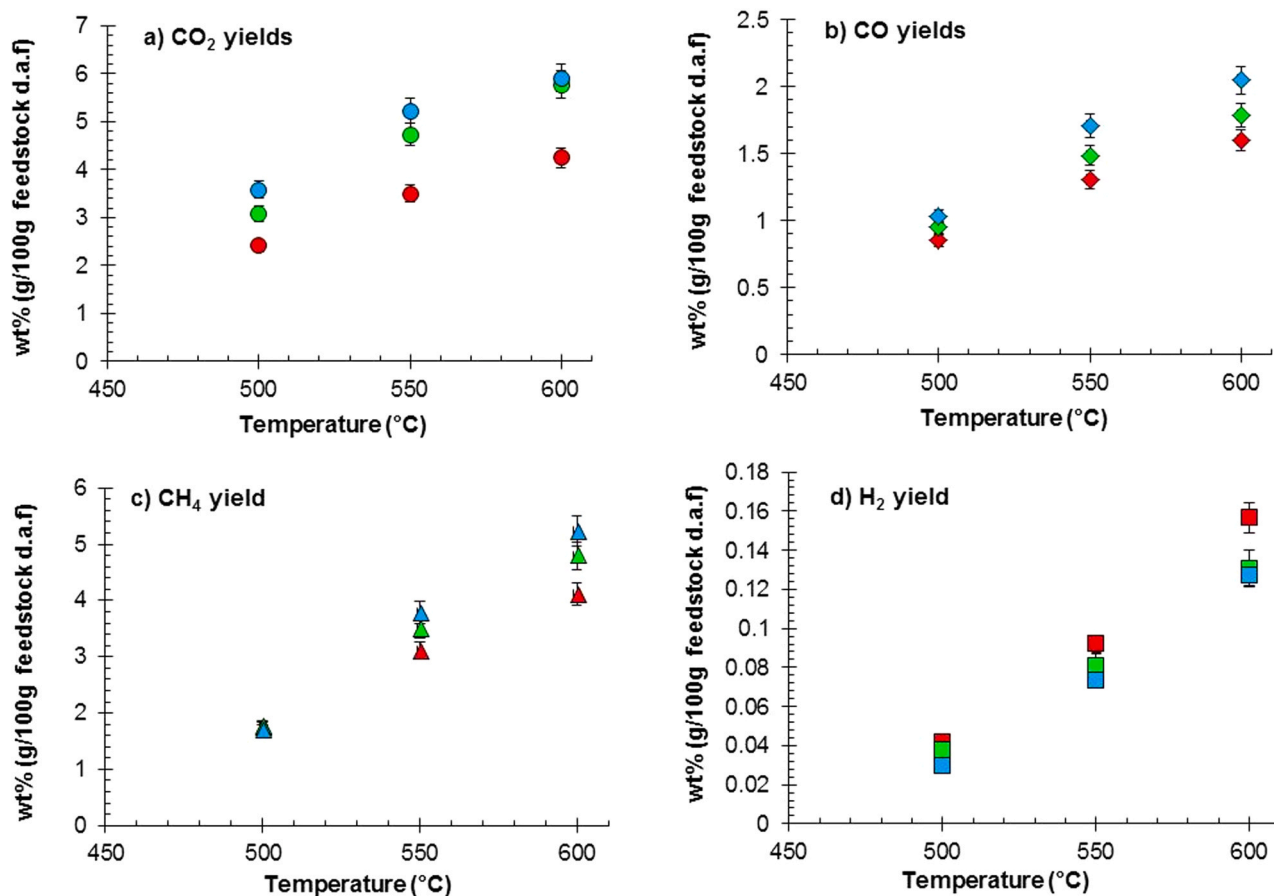 a) CO₂ yields
wt% (g/100g feedstock d.a.f)
7
6
5
4
3
2
1
0
450 500 550 600
Temperature (°C)
b) CO yields
wt% (g/100g feedstock d.a.f)
2.5
2
1.5
1
0.5
0
450 500 550 600
Temperature (°C)
c) CH₄ yield
wt% (g/100g feedstock d.a.f)
6
5
4
3
2
1
0
450 500 550 600
Temperature (°C)
d) H₂ yield
wt% (g/100g feedstock d.a.f)
0.18
0.16
0.14
0.12
0.1
0.08
0.06
0.04
0.02
0
450 500 550 600
Temperature (°C)